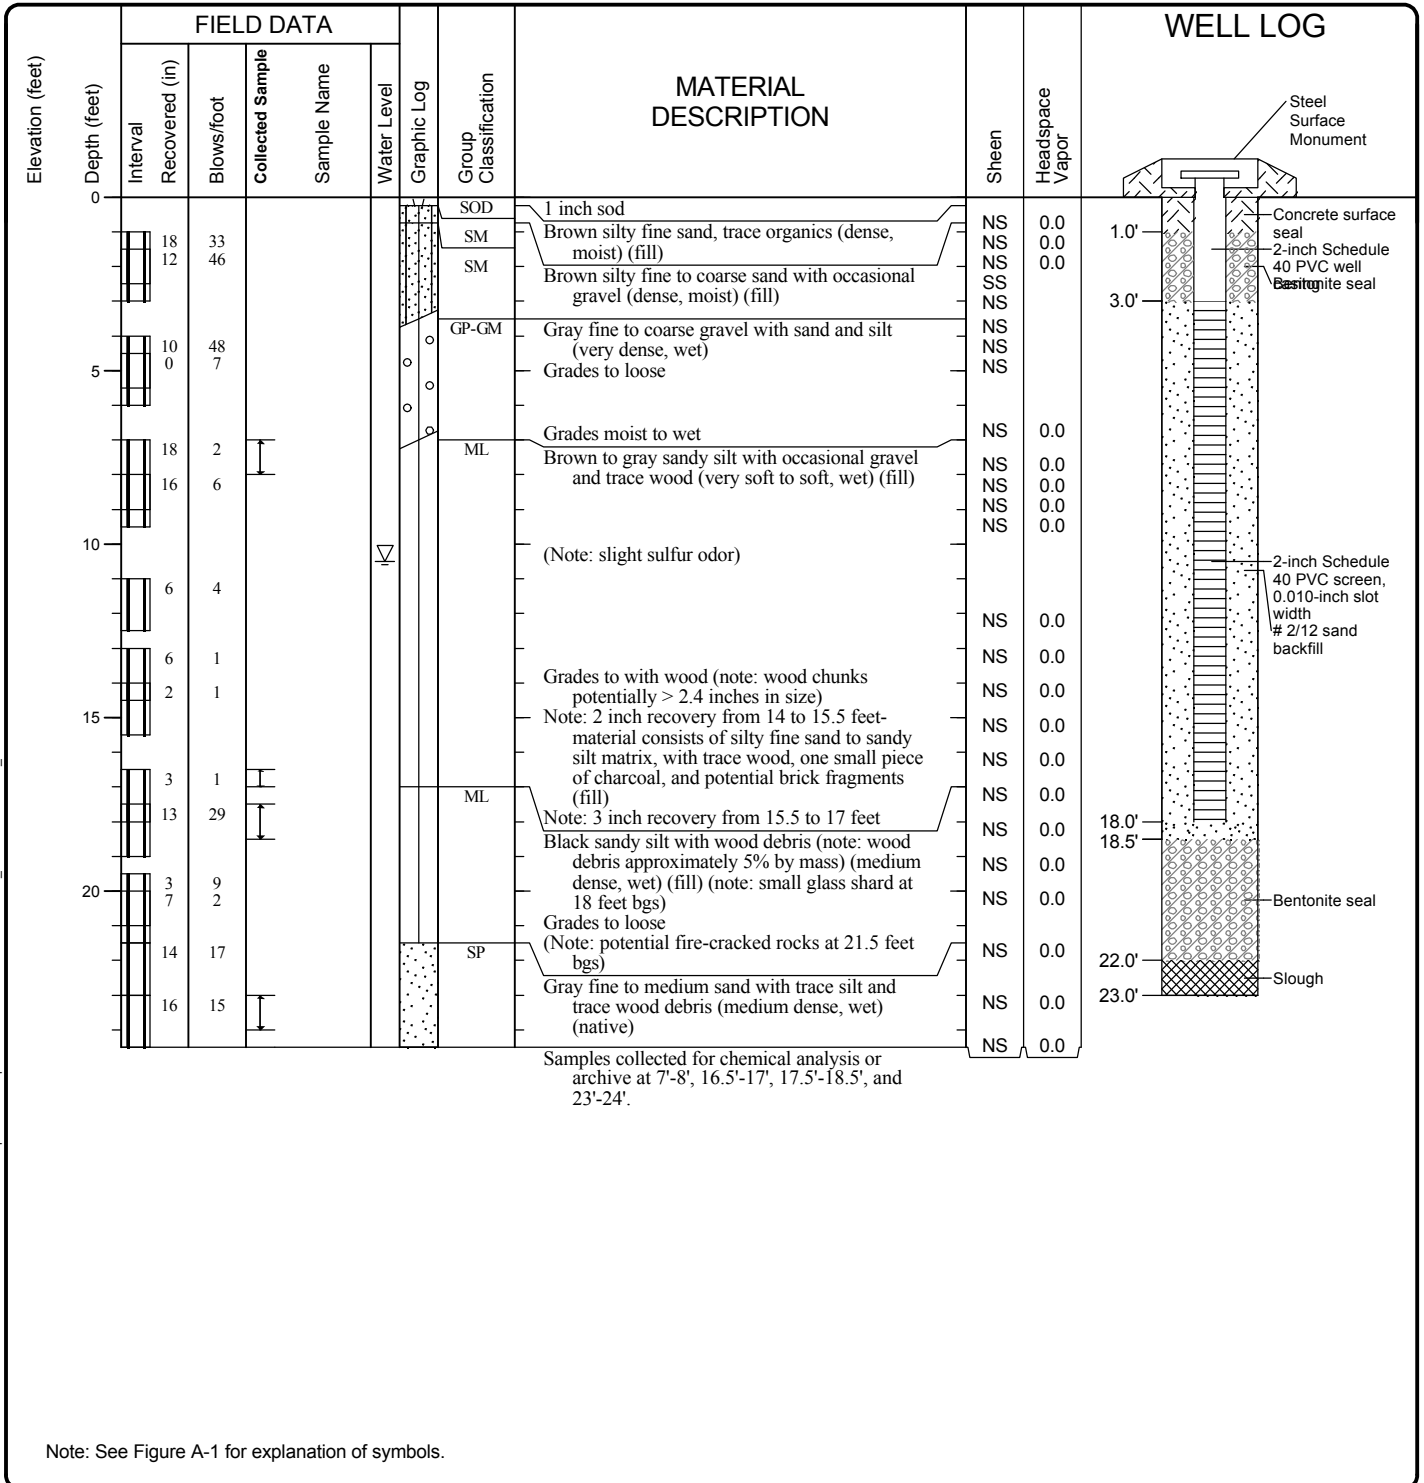 FIELD DATA
WELL LOG
Elevation (feet)
Depth (feet)
Interval
Recovered (in)
Blows/foot
Collected Sample
Sample Name
Water Level
Graphic Log
Group
Classification
MATERIAL
DESCRIPTION
Sheen
Headspace
Vapor
Steel
Surface
Monument
0
SOD
1 inch sod
SM
Brown silty fine sand, trace organics (dense,
moist) (fill)
SM
Brown silty fine to coarse sand with occasional
gravel (dense, moist) (fill)
18 33
12 46
NS 0.0
NS 0.0
NS 0.0
SS
NS
Concrete surface
seal
1.0'
2-inch Schedule
40 PVC well
casing
Bentonite seal
3.0'
GP-GM
Gray fine to coarse gravel with sand and silt
(very dense, wet)
Grades to loose
10 48
0 7
NS
NS
NS
5
Grades moist to wet
NS 0.0
18 2
ML
Brown to gray sandy silt with occasional gravel
and trace wood (very soft to soft, wet) (fill)
16 6
NS 0.0
NS 0.0
NS 0.0
NS 0.0
10
(Note: slight sulfur odor)
2-inch Schedule
40 PVC screen,
0.010-inch slot
width
# 2/12 sand
backfill
6 4
NS 0.0
6 1
NS 0.0
2 1
Grades to with wood (note: wood chunks
potentially > 2.4 inches in size)
NS 0.0
15
Note: 2 inch recovery from 14 to 15.5 feet-
material consists of silty fine sand to sandy
silt matrix, with trace wood, one small piece
of charcoal, and potential brick fragments
(fill)
NS 0.0
NS 0.0
3 1
ML
NS 0.0
Note: 3 inch recovery from 15.5 to 17 feet
13 29
NS 0.0
18.0'
18.5'
Black sandy silt with wood debris (note: wood
debris approximately 5% by mass) (medium
dense, wet) (fill) (note: small glass shard at
18 feet bgs)
NS 0.0
3 9
20
7 2
NS 0.0
Bentonite seal
Grades to loose
(Note: potential fire-cracked rocks at 21.5 feet
bgs)
14 17
SP
NS 0.0
22.0'
Slough
23.0'
Gray fine to medium sand with trace silt and
trace wood debris (medium dense, wet)
(native)
16 15
NS 0.0
NS 0.0
Samples collected for chemical analysis or
archive at 7'-8', 16.5'-17', 17.5'-18.5', and
23'-24'.
Note: See Figure A-1 for explanation of symbols.